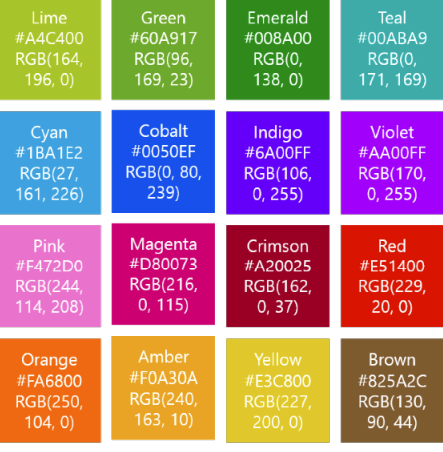 Lime
#A4C400
RGB(164,
196, 0)
Green
#60A917
RGB(96,
169, 23)
Emerald
#008A00
RGB(0,
138, 0)
Teal
#00ABA9
RGB(0,
171, 169)
Cyan
#1BA1E2
RGB(27,
161, 226)
Cobalt
#0050EF
RGB(0, 80,
239)
Indigo
#6A00FF
RGB(106,
0, 255)
Violet
#AA00FF
RGB(170,
0, 255)
Pink
#F472D0
RGB(244,
114, 208)
Magenta
#D80073
RGB(216,
0, 115)
Crimson
#A20025
RGB(162,
0, 37)
Red
#E51400
RGB(229,
20, 0)
Orange
#FA6800
RGB(250,
104, 0)
Amber
#F0A30A
RGB(240,
163, 10)
Yellow
#E3C800
RGB(227,
200, 0)
Brown
#825A2C
RGB(130,
90, 44)